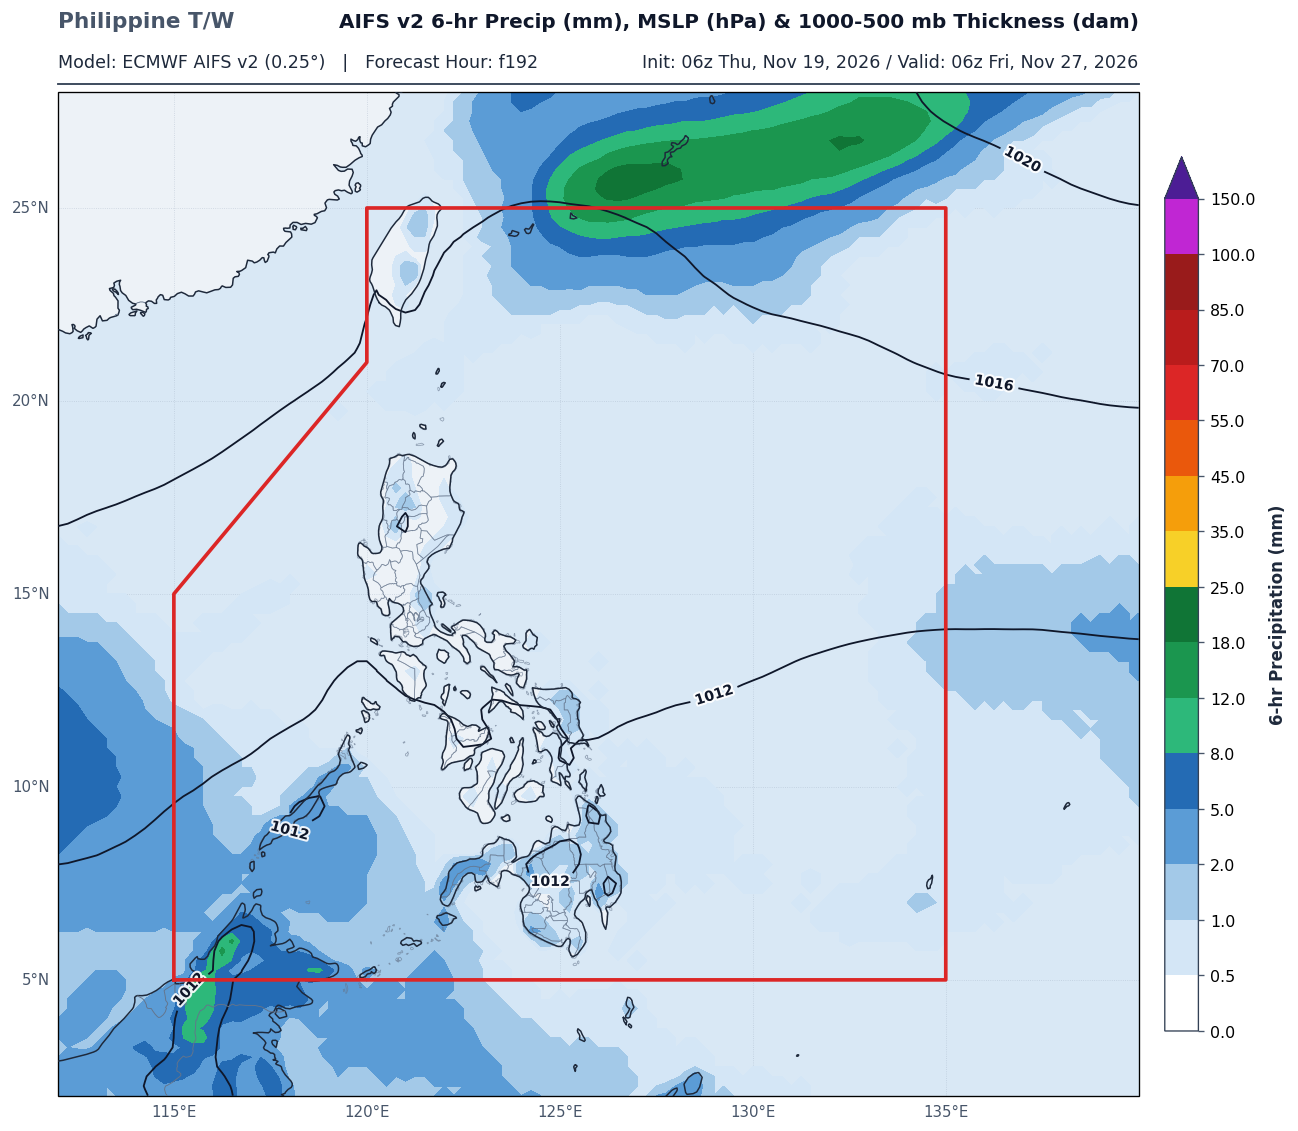 Philippine T/W
AIFS v2 6-hr Precip (mm), MSLP (hPa) & 1000-500 mb Thickness (dam)
Model: ECMWF AIFS v2 (0.25°) | Forecast Hour: f192
Init: 06z Thu, Nov 19, 2026 / Valid: 06z Fri, Nov 27, 2026
1020
1016
1012
1012
1012
1012
25°N
20°N
15°N
10°N
5°N
115°E
120°E
125°E
130°E
135°E
150.0
100.0
85.0
70.0
55.0
45.0
35.0
25.0
18.0
12.0
8.0
5.0
2.0
1.0
0.5
0.0
6-hr Precipitation (mm)